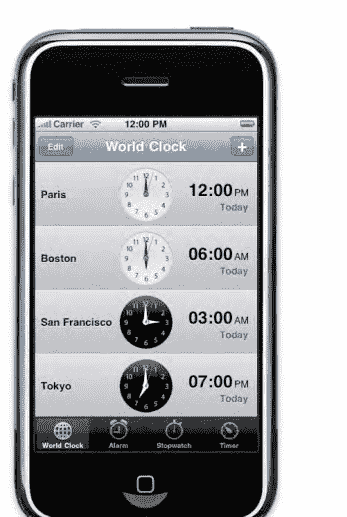 Carrier 12:00 PM
Edit World Clock +
Paris 12:00 PM
Today
Boston 06:00 AM
Today
San Francisco 03:00 AM
Today
Tokyo 07:00 PM
Today
World Clock Alarm Stopwatch Timer